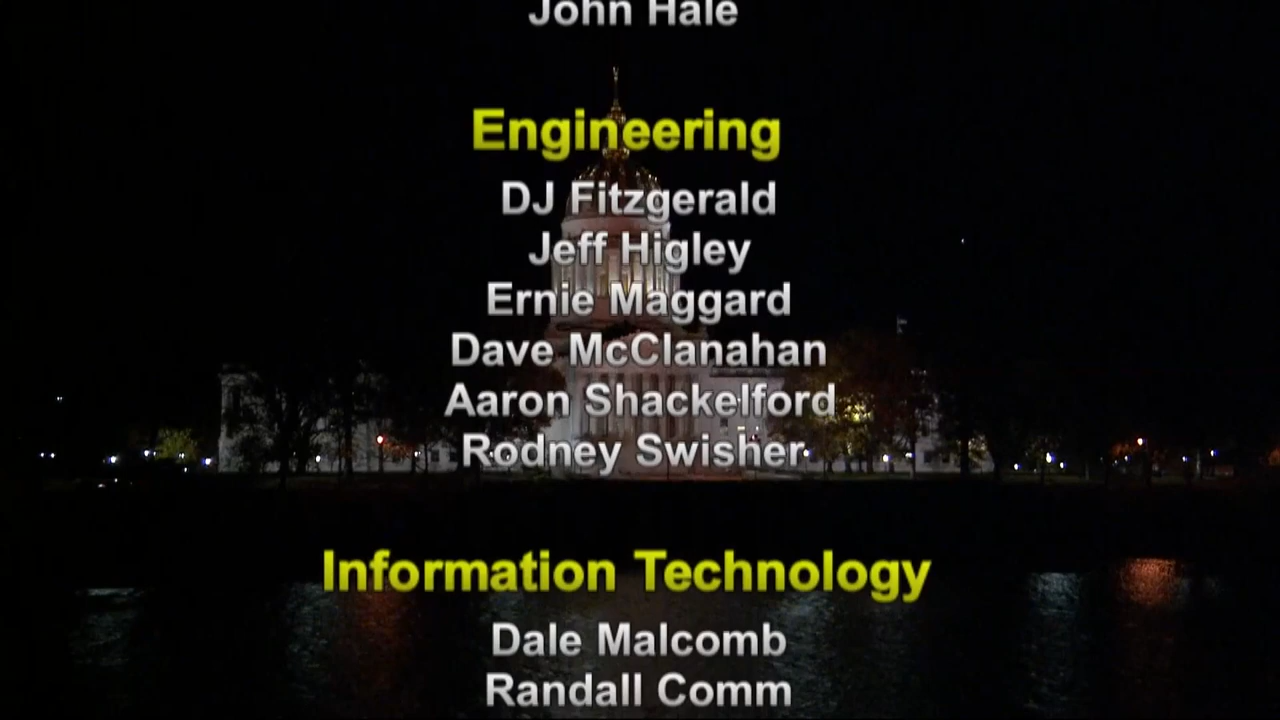 John Hale
Engineering
DJ Fitzgerald
Jeff Higley
Ernie Maggard
Dave McClanahan
Aaron Shackelford
Rodney Swisher
Information Technology
Dale Malcomb
Randall Comm